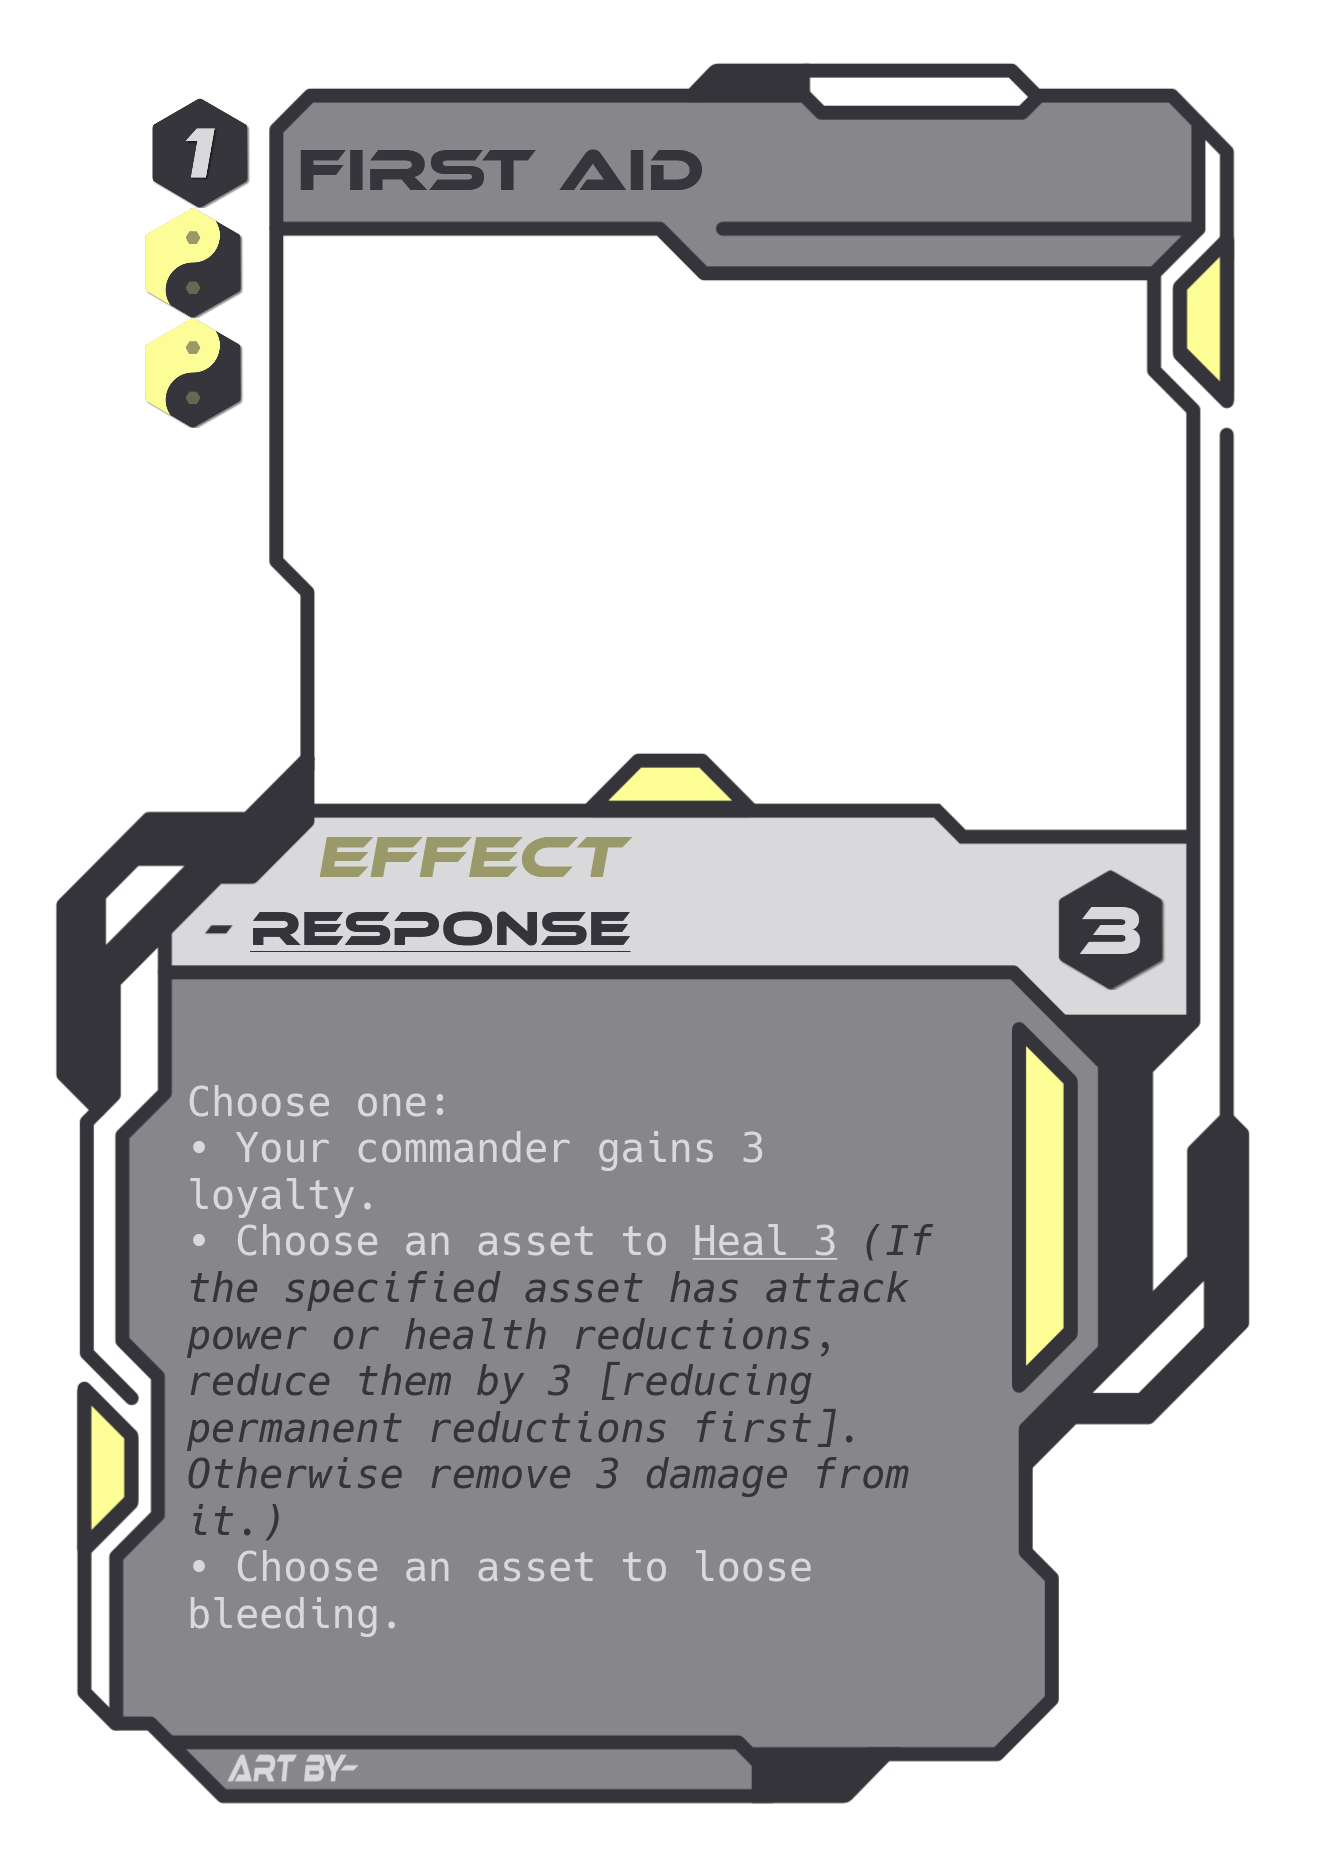 1
FIRST AID
EFFECT
- RESPONSE
3
Choose one:
• Your commander gains 3
loyalty.
• Choose an asset to Heal 3 (If
the specified asset has attack
power or health reductions,
reduce them by 3 [reducing
permanent reductions first].
Otherwise remove 3 damage from
it.)
• Choose an asset to loose
bleeding.
ART BY-